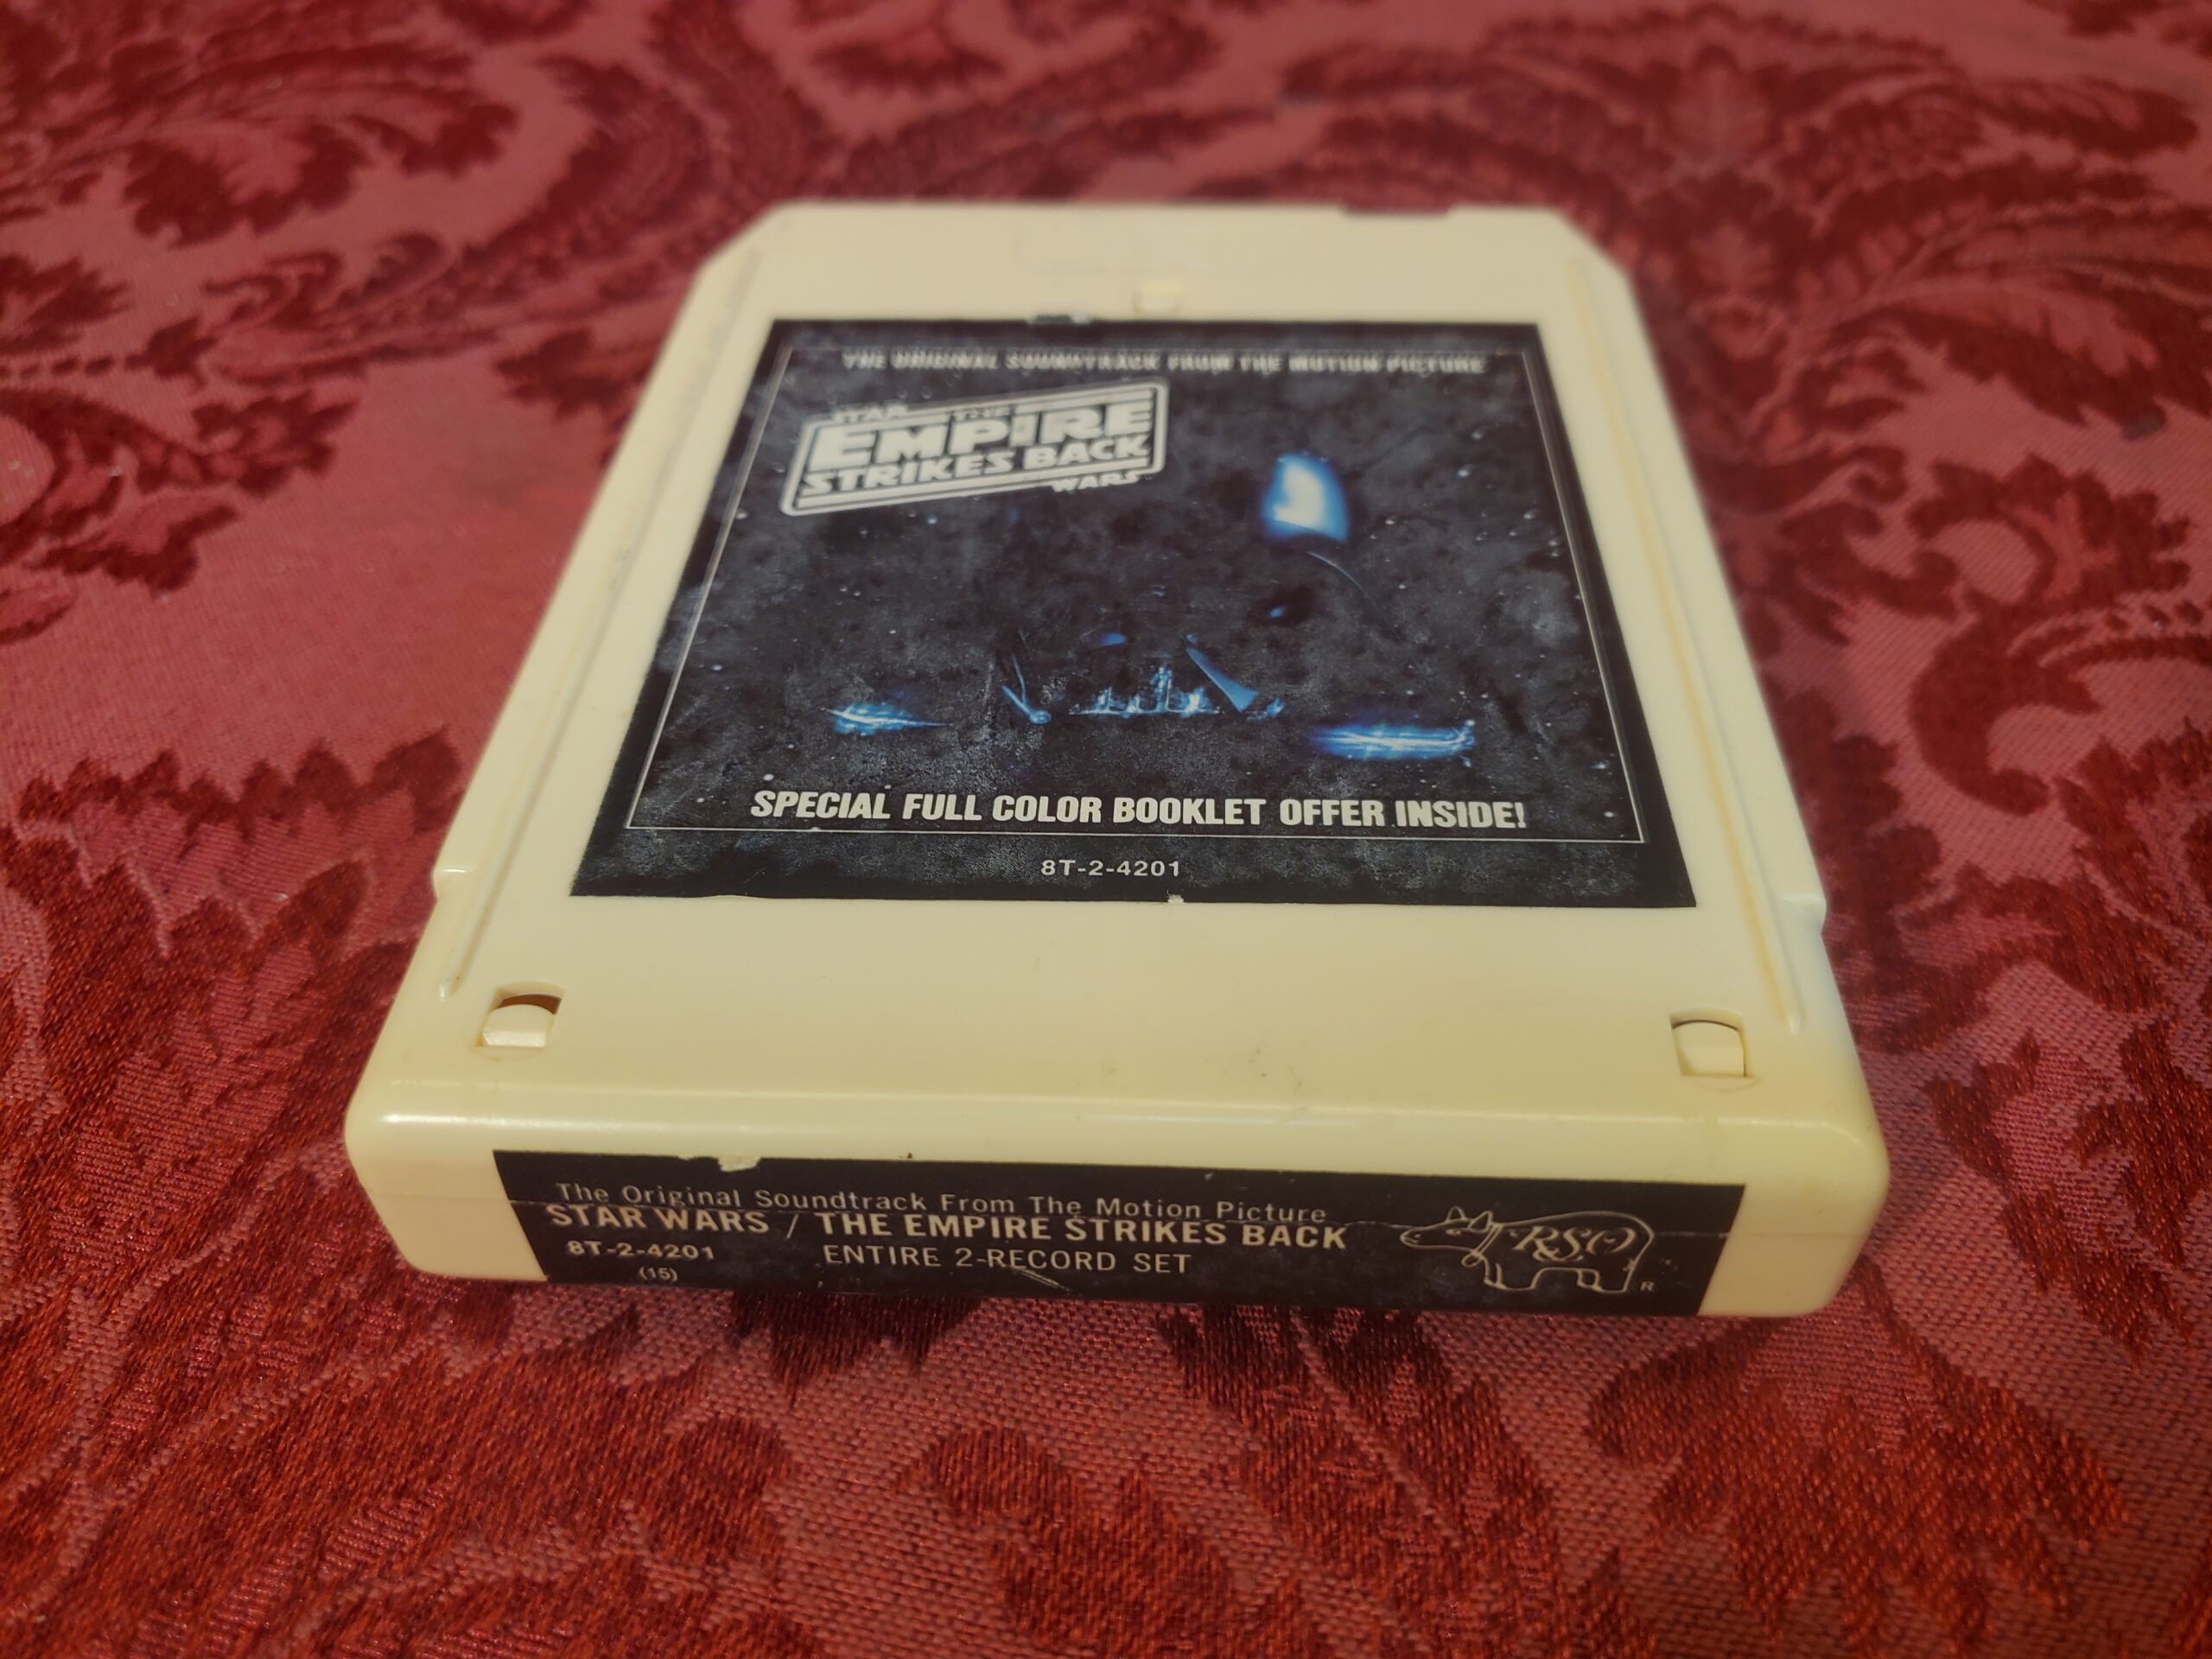 THE ORIGINAL SOUNDTRACK FROM THE MOTION PICTURE
STAR THE
EMPIRE
STRIKES BACK
WARS
SPECIAL FULL COLOR BOOKLET OFFER INSIDE!
8T-2-4201
The Original Soundtrack From The Motion Picture
STAR WARS / THE EMPIRE STRIKES BACK
8T-2-4201 ENTIRE 2-RECORD SET
(15)
RSO
R